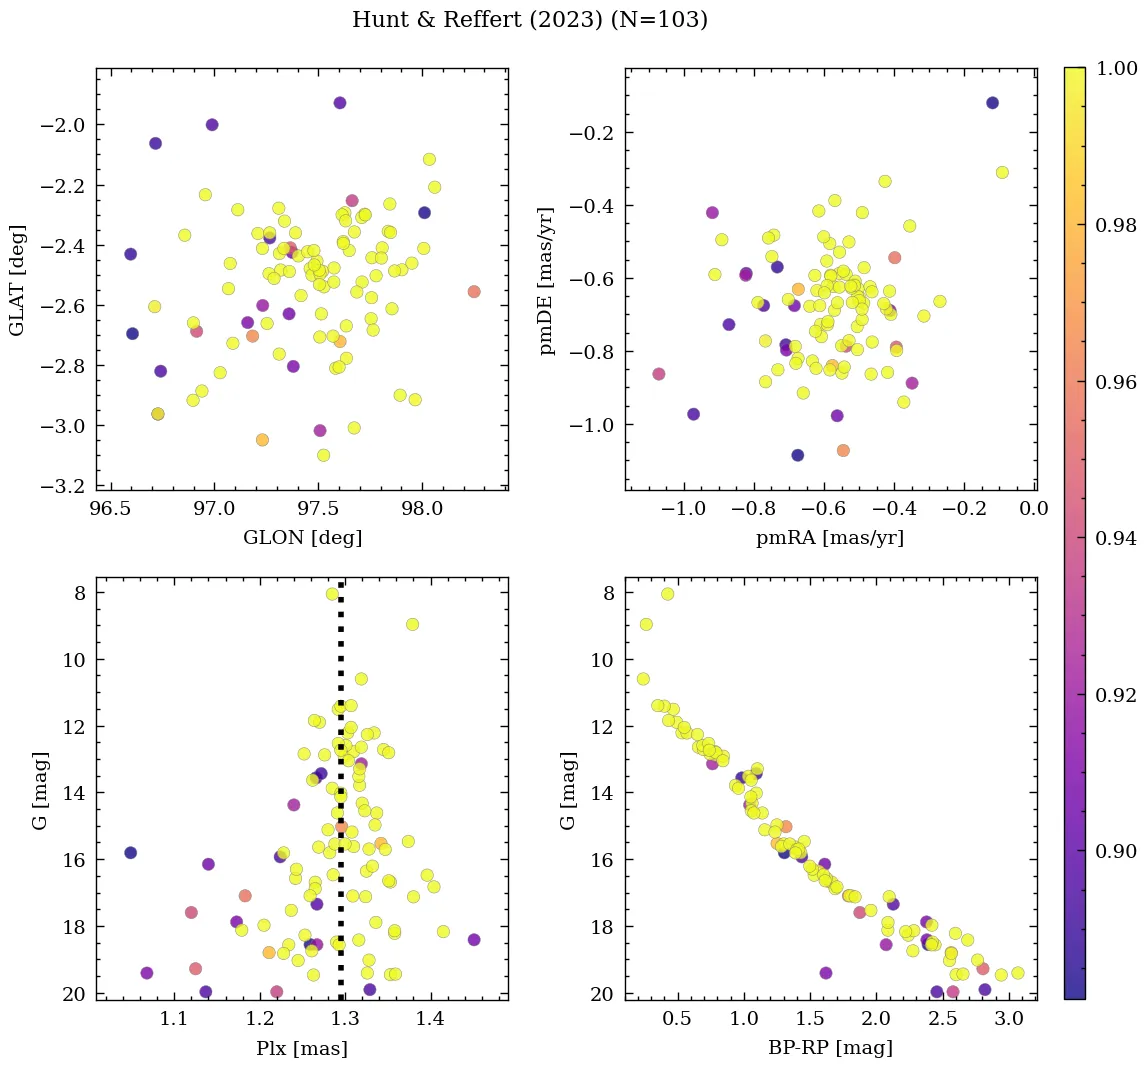 Hunt & Reffert (2023) (N=103)
−2.0
−2.2
−2.4
−2.6
−2.8
−3.0
−3.2
GLAT [deg]
96.5 97.0 97.5 98.0
GLON [deg]
−0.2
−0.4
−0.6
−0.8
−1.0
pmDE [mas/yr]
−1.0 −0.8 −0.6 −0.4 −0.2 0.0
pmRA [mas/yr]
1.00
0.98
0.96
0.94
0.92
0.90
8
10
12
14
16
18
20
G [mag]
1.1 1.2 1.3 1.4
Plx [mas]
8
10
12
14
16
18
20
G [mag]
0.5 1.0 1.5 2.0 2.5 3.0
BP-RP [mag]